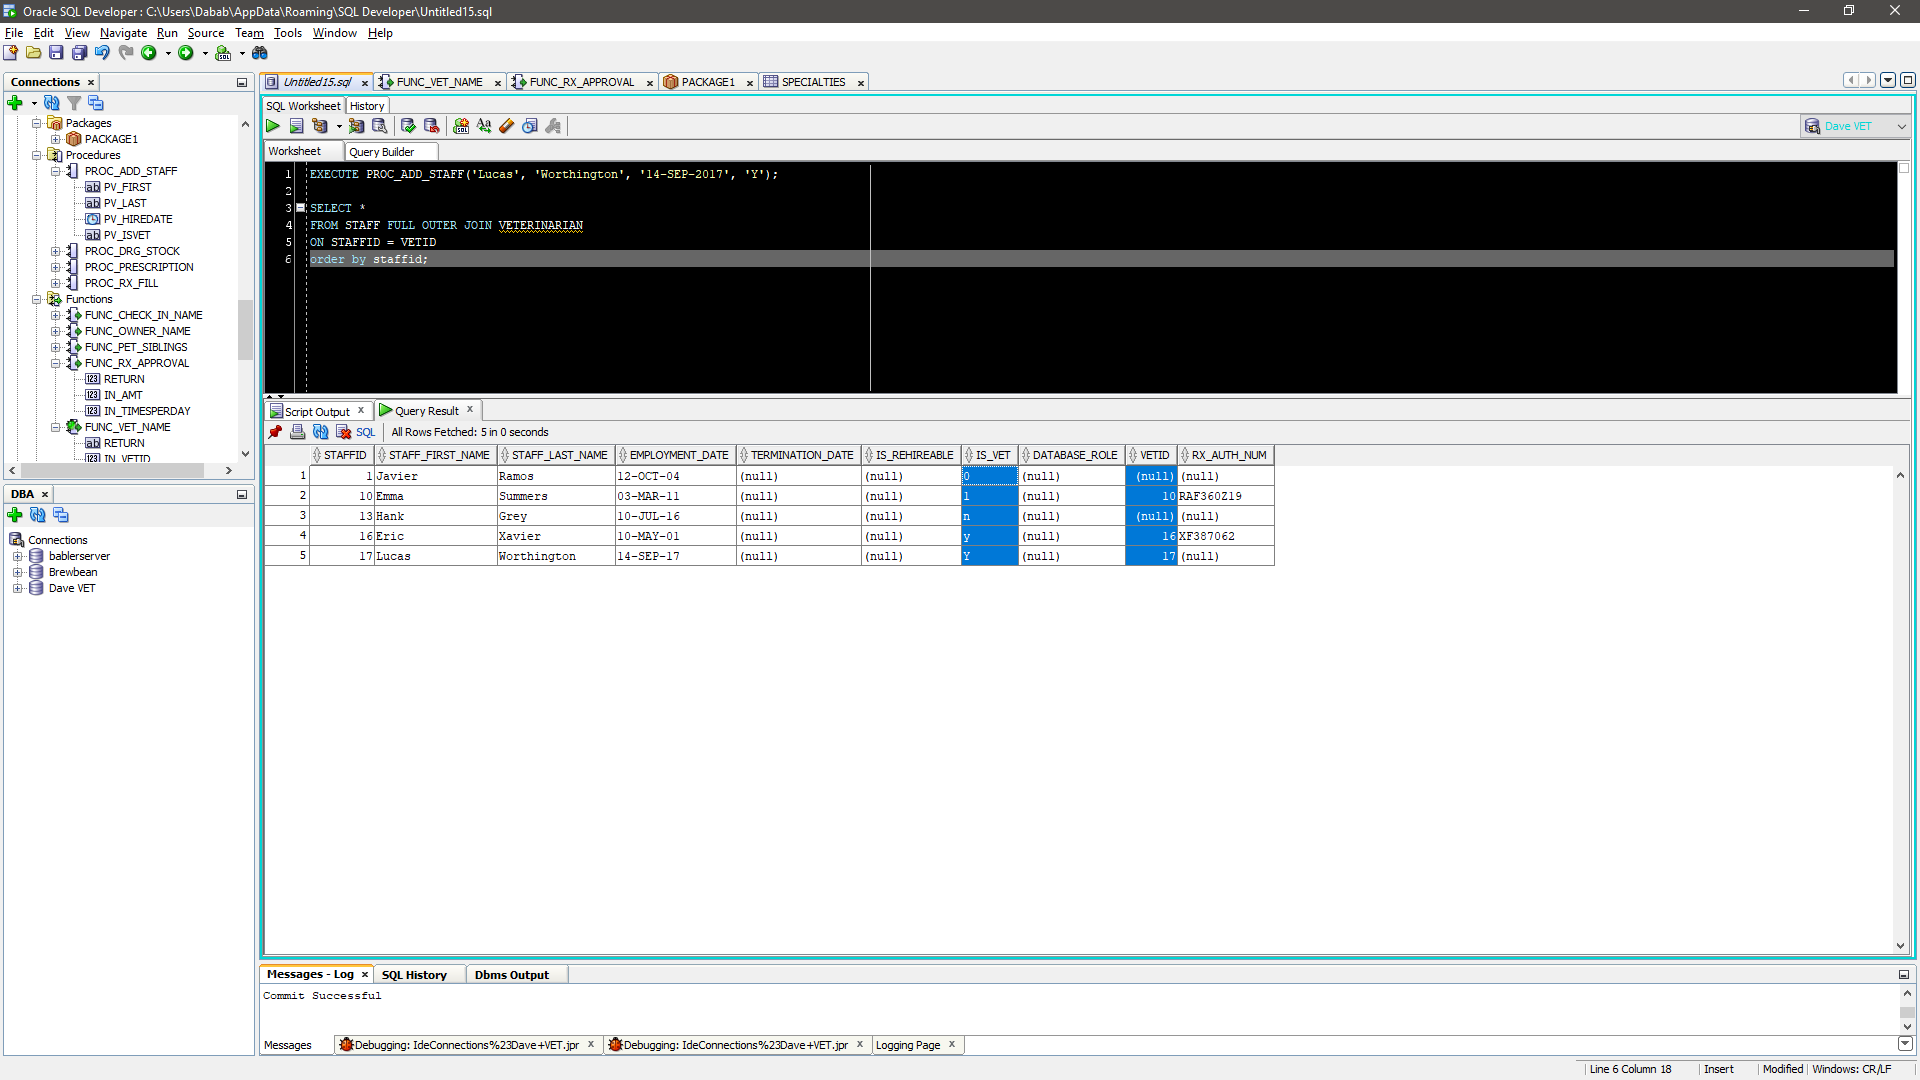 Oracle SQL Developer : C:\Users\Dabab\AppData\Roaming\SQL Developer\Untitled15.sql
File Edit View Navigate Run Source Team Tools Window Help
Connections
Packages
PACKAGE1
Procedures
PROC_ADD_STAFF
PV_FIRST
PV_LAST
PV_HIREDATE
PV_ISVET
PROC_DRG_STOCK
PROC_PRESCRIPTION
PROC_RX_FILL
Functions
FUNC_CHECK_IN_NAME
FUNC_OWNER_NAME
FUNC_PET_SIBLINGS
FUNC_RX_APPROVAL
RETURN
IN_AMT
IN_TIMESPERDAY
FUNC_VET_NAME
RETURN
IN_VETID
DBA
Connections
bablerserver
Brewbean
Dave VET
Untitled15.sql FUNC_VET_NAME FUNC_RX_APPROVAL PACKAGE1 SPECIALTIES
SQL Worksheet History
Dave VET
Worksheet Query Builder
1 EXECUTE PROC_ADD_STAFF('Lucas', 'Worthington', '14-SEP-2017', 'Y');
2
3 SELECT *
4 FROM STAFF FULL OUTER JOIN VETERINARIAN
5 ON STAFFID = VETID
6 order by staffid;
Script Output Query Result
SQL All Rows Fetched: 5 in 0 seconds
STAFFID STAFF_FIRST_NAME STAFF_LAST_NAME EMPLOYMENT_DATE TERMINATION_DATE IS_REHIREABLE IS_VET DATABASE_ROLE VETID RX_AUTH_NUM
1 1 Javier Ramos 12-OCT-04 (null) (null) 0 (null) (null) (null)
2 10 Emma Summers 03-MAR-11 (null) (null) 1 (null) 10 RAF360Z19
3 13 Hank Grey 10-JUL-16 (null) (null) n (null) (null) (null)
4 16 Eric Xavier 10-MAY-01 (null) (null) y (null) 16 XF387062
5 17 Lucas Worthington 14-SEP-17 (null) (null) Y (null) 17 (null)
Messages - Log SQL History Dbms Output
Commit Successful
Messages Debugging: IdeConnections%23Dave+VET.jpr Debugging: IdeConnections%23Dave+VET.jpr Logging Page
Line 6 Column 18 Insert Modified Windows: CR/LF